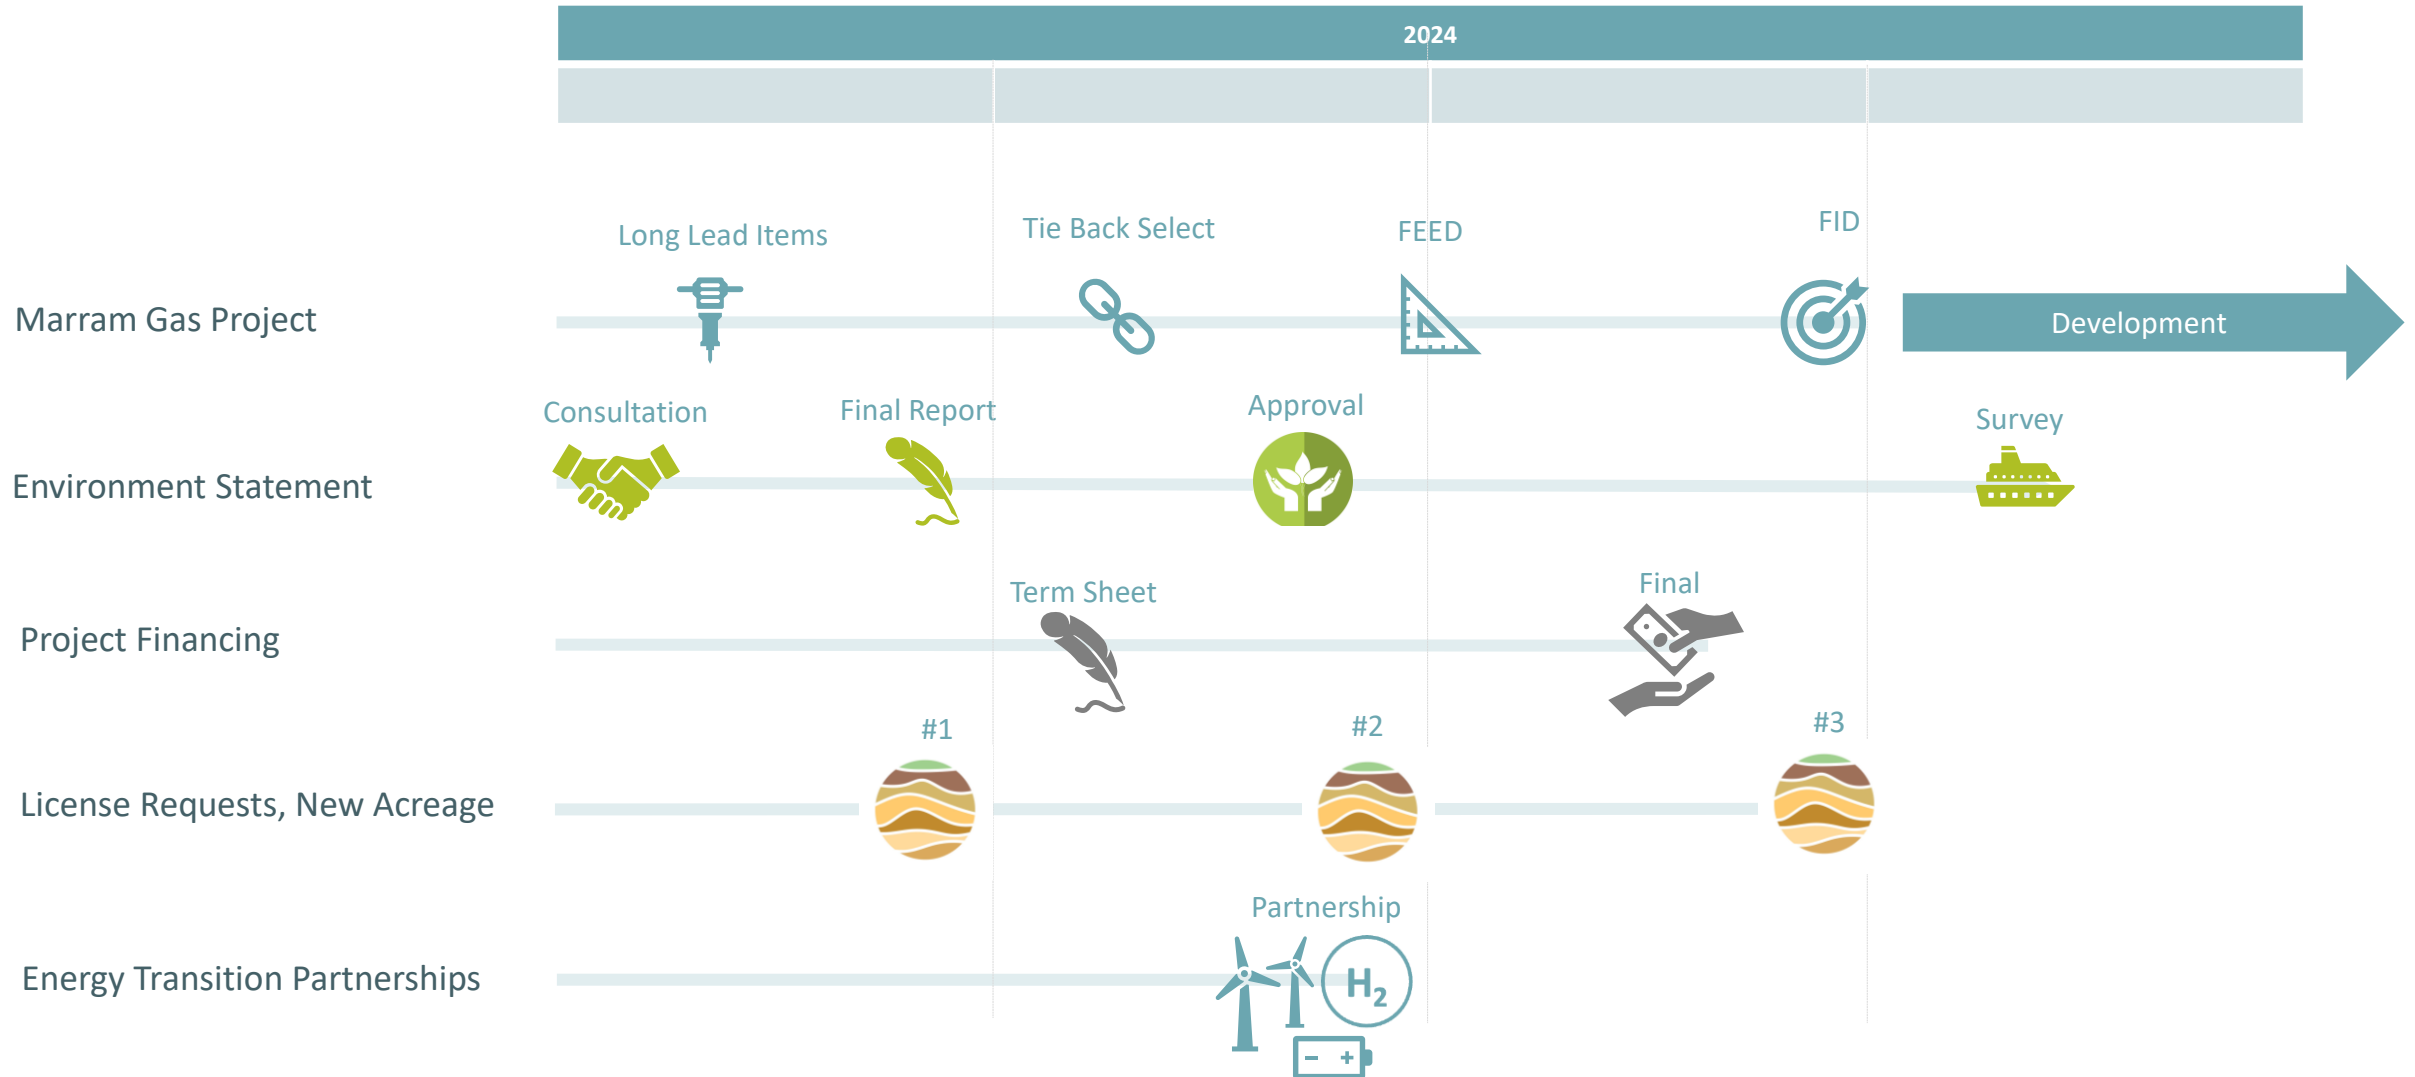 2024
Long Lead Items
Tie Back Select
FEED
FID
Marram Gas Project
Development
Consultation
Final Report
Approval
Survey
Environment Statement
Term Sheet
Final
Project Financing
#1
#2
#3
License Requests, New Acreage
Partnership
Energy Transition Partnerships
H2
- +